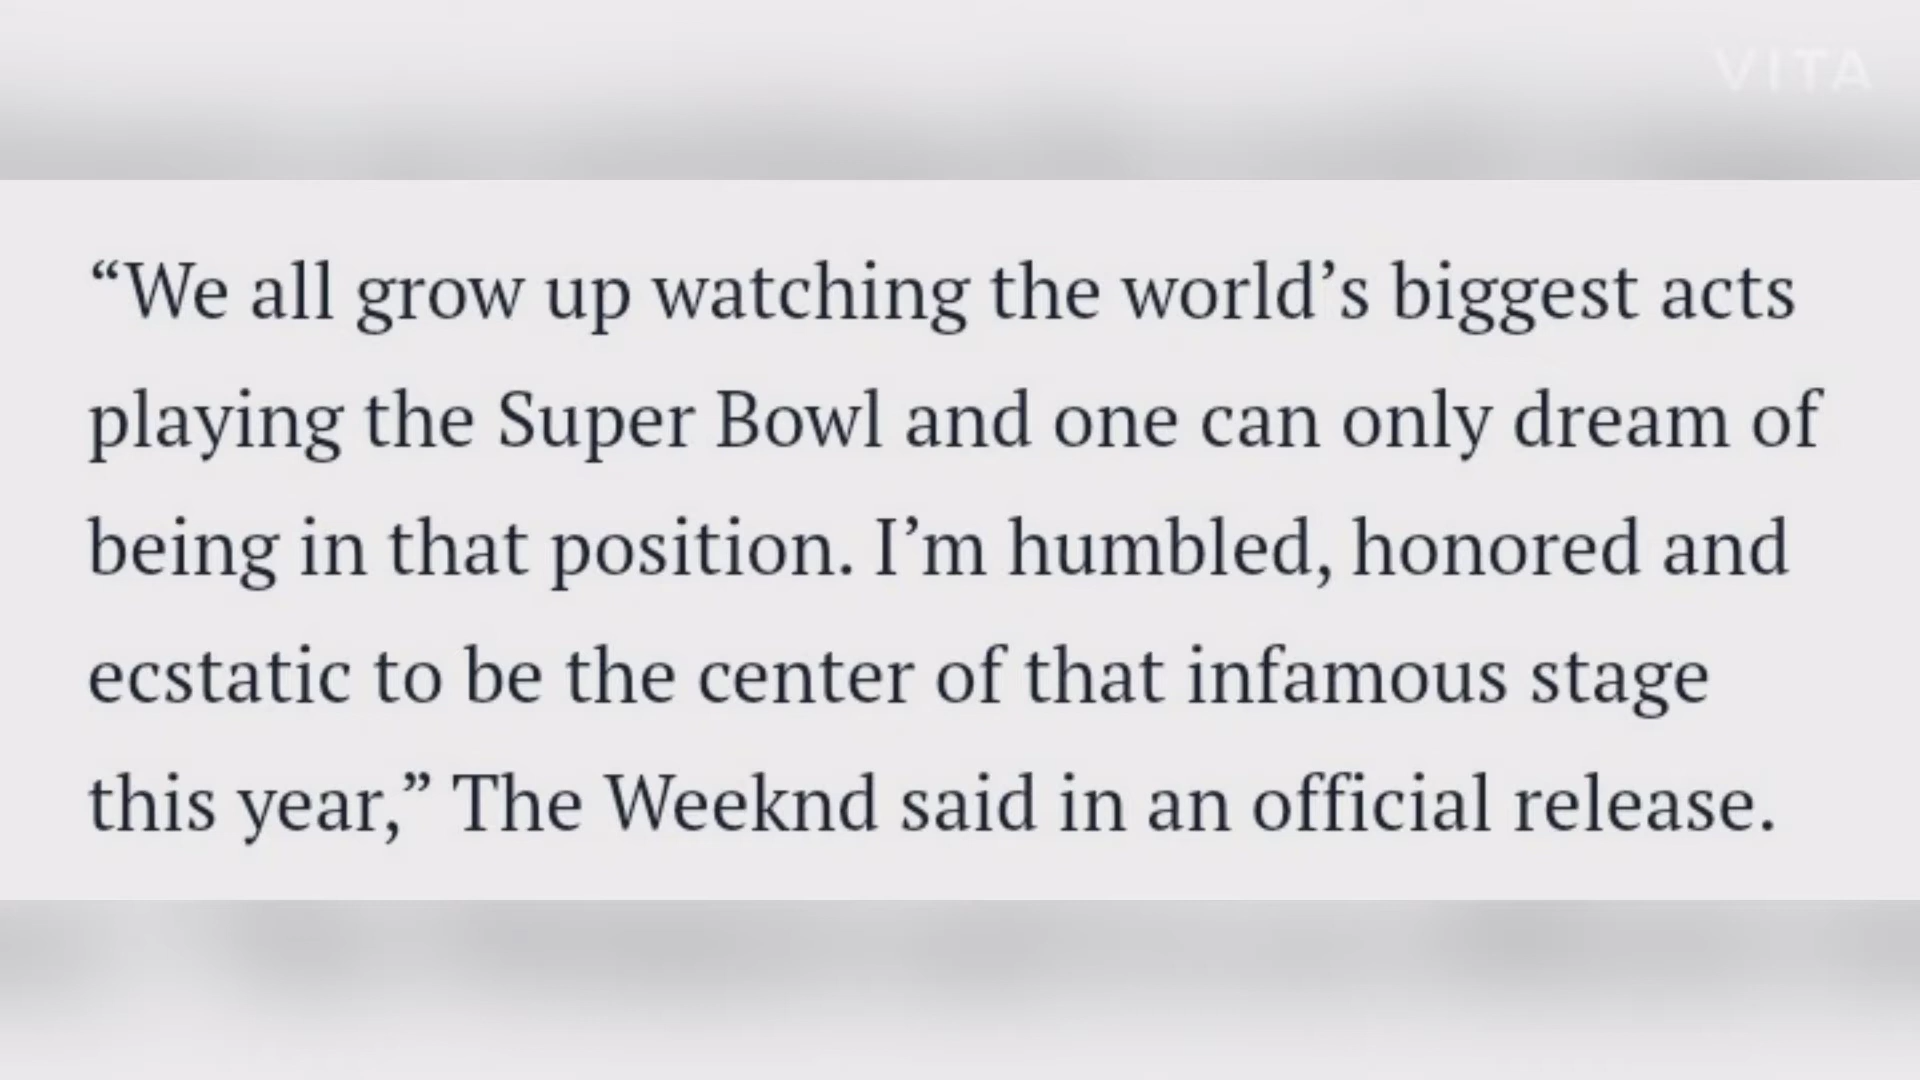 VITA
“We all grow up watching the world’s biggest acts
playing the Super Bowl and one can only dream of
being in that position. I’m humbled, honored and
ecstatic to be the center of that infamous stage
this year,” The Weeknd said in an official release.